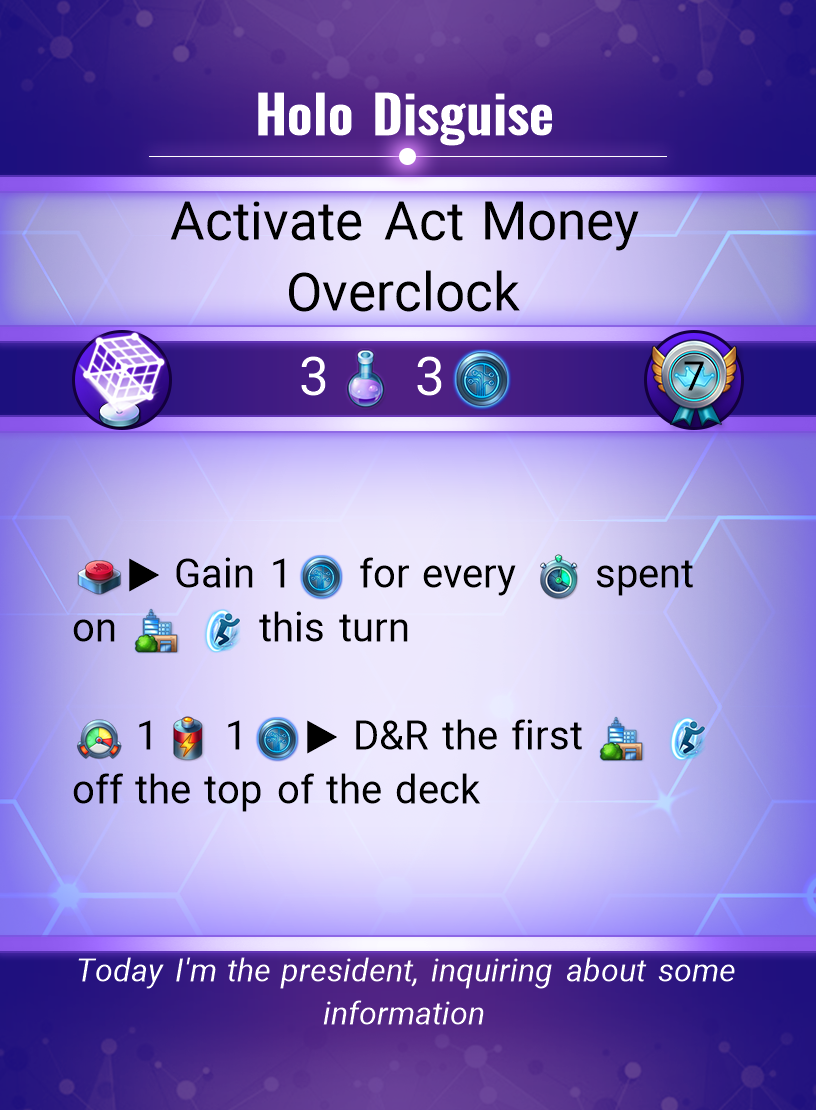 Holo Disguise
Activate Act Money
Overclock
3 3 7
▶ Gain 1 for every spent
on this turn
1 1 ▶ D&R the first
off the top of the deck
Today I'm the president, inquiring about some
information